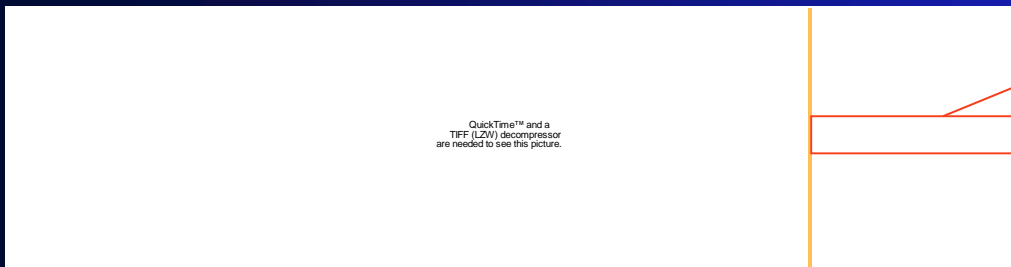 QuickTime™ and a
TIFF (LZW) decompressor
are needed to see this picture.